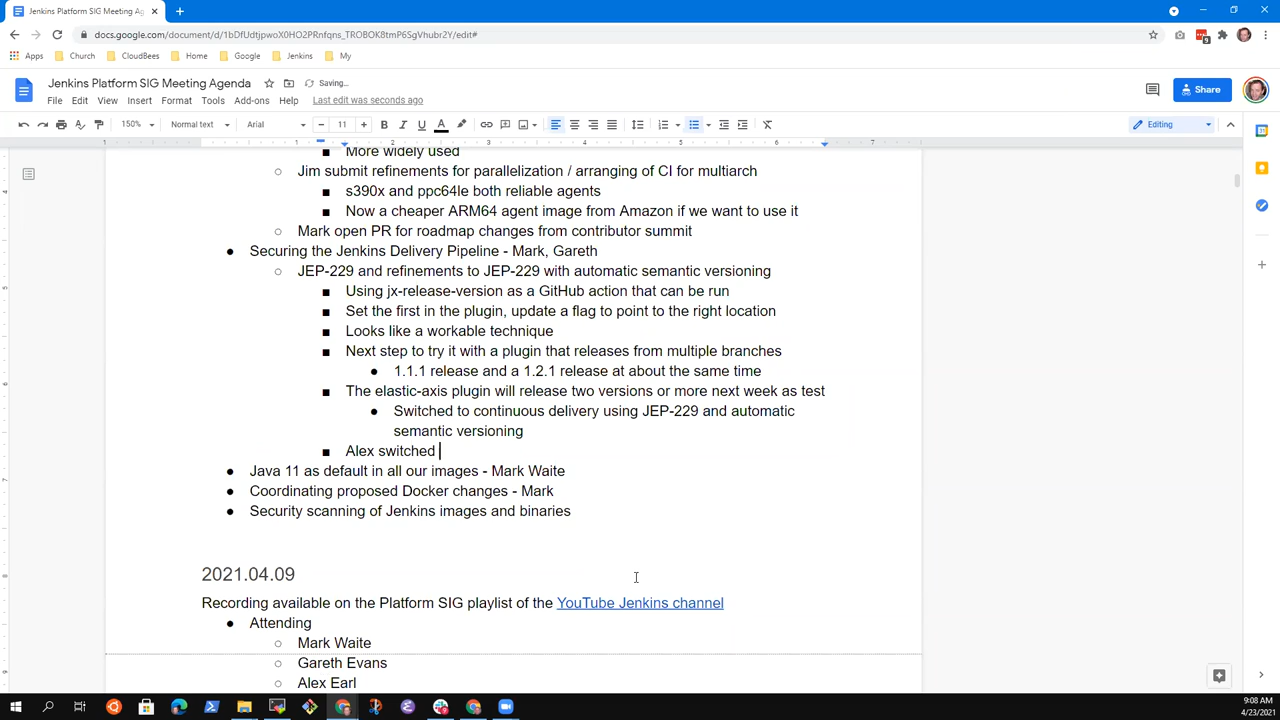 Jenkins Platform SIG Meeting Ag
docs.google.com/document/d/1bDfUdtjpwoX0HO2PRnfqns_TROBOK8tmP6SgVhubr2Y/edit#
9
Apps Church CloudBees Home Google Jenkins My
Jenkins Platform SIG Meeting Agenda Saving...
File Edit View Insert Format Tools Add-ons Help Last edit was seconds ago
Share
150% Normal text Arial 11 Editing
1 1 2 3 4 5 6 7
■ More widely used
○ Jim submit refinements for parallelization / arranging of CI for multiarch
■ s390x and ppc64le both reliable agents
■ Now a cheaper ARM64 agent image from Amazon if we want to use it
○ Mark open PR for roadmap changes from contributor summit
● Securing the Jenkins Delivery Pipeline - Mark, Gareth
○ JEP-229 and refinements to JEP-229 with automatic semantic versioning
■ Using jx-release-version as a GitHub action that can be run
■ Set the first in the plugin, update a flag to point to the right location
■ Looks like a workable technique
■ Next step to try it with a plugin that releases from multiple branches
● 1.1.1 release and a 1.2.1 release at about the same time
■ The elastic-axis plugin will release two versions or more next week as test
● Switched to continuous delivery using JEP-229 and automatic
semantic versioning
■ Alex switched
● Java 11 as default in all our images - Mark Waite
● Coordinating proposed Docker changes - Mark
● Security scanning of Jenkins images and binaries
2021.04.09
Recording available on the Platform SIG playlist of the YouTube Jenkins channel
● Attending
○ Mark Waite
○ Gareth Evans
○ Alex Earl
9:08 AM
4/23/2021